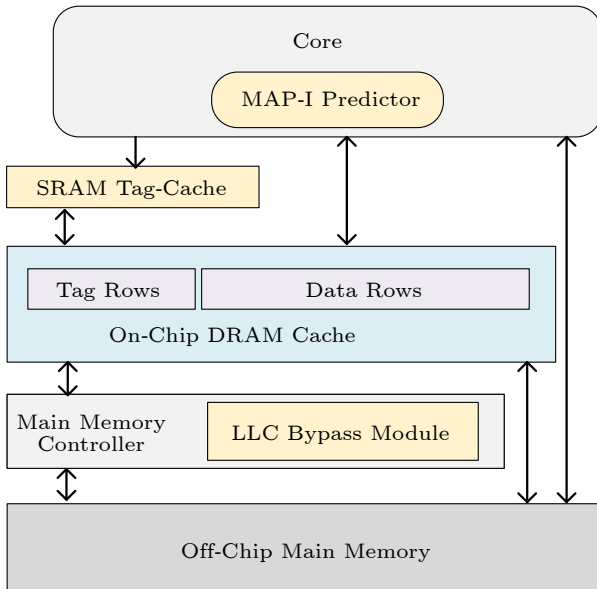 Core
MAP-I Predictor
SRAM Tag-Cache
Tag Rows
Data Rows
On-Chip DRAM Cache
Main Memory
Controller
LLC Bypass Module
Off-Chip Main Memory